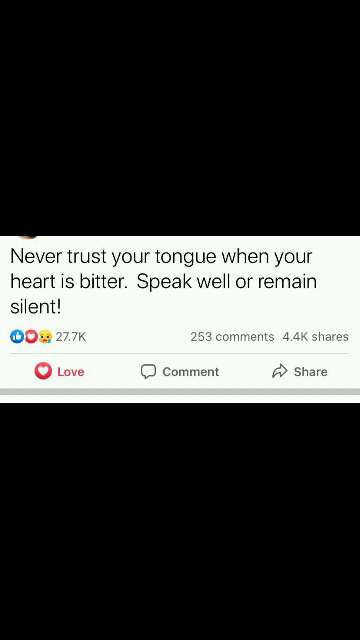 Never trust your tongue when your
heart is bitter.  Speak well or remain
silent!
27.7K 253 comments 4.4K shares
Love Comment Share